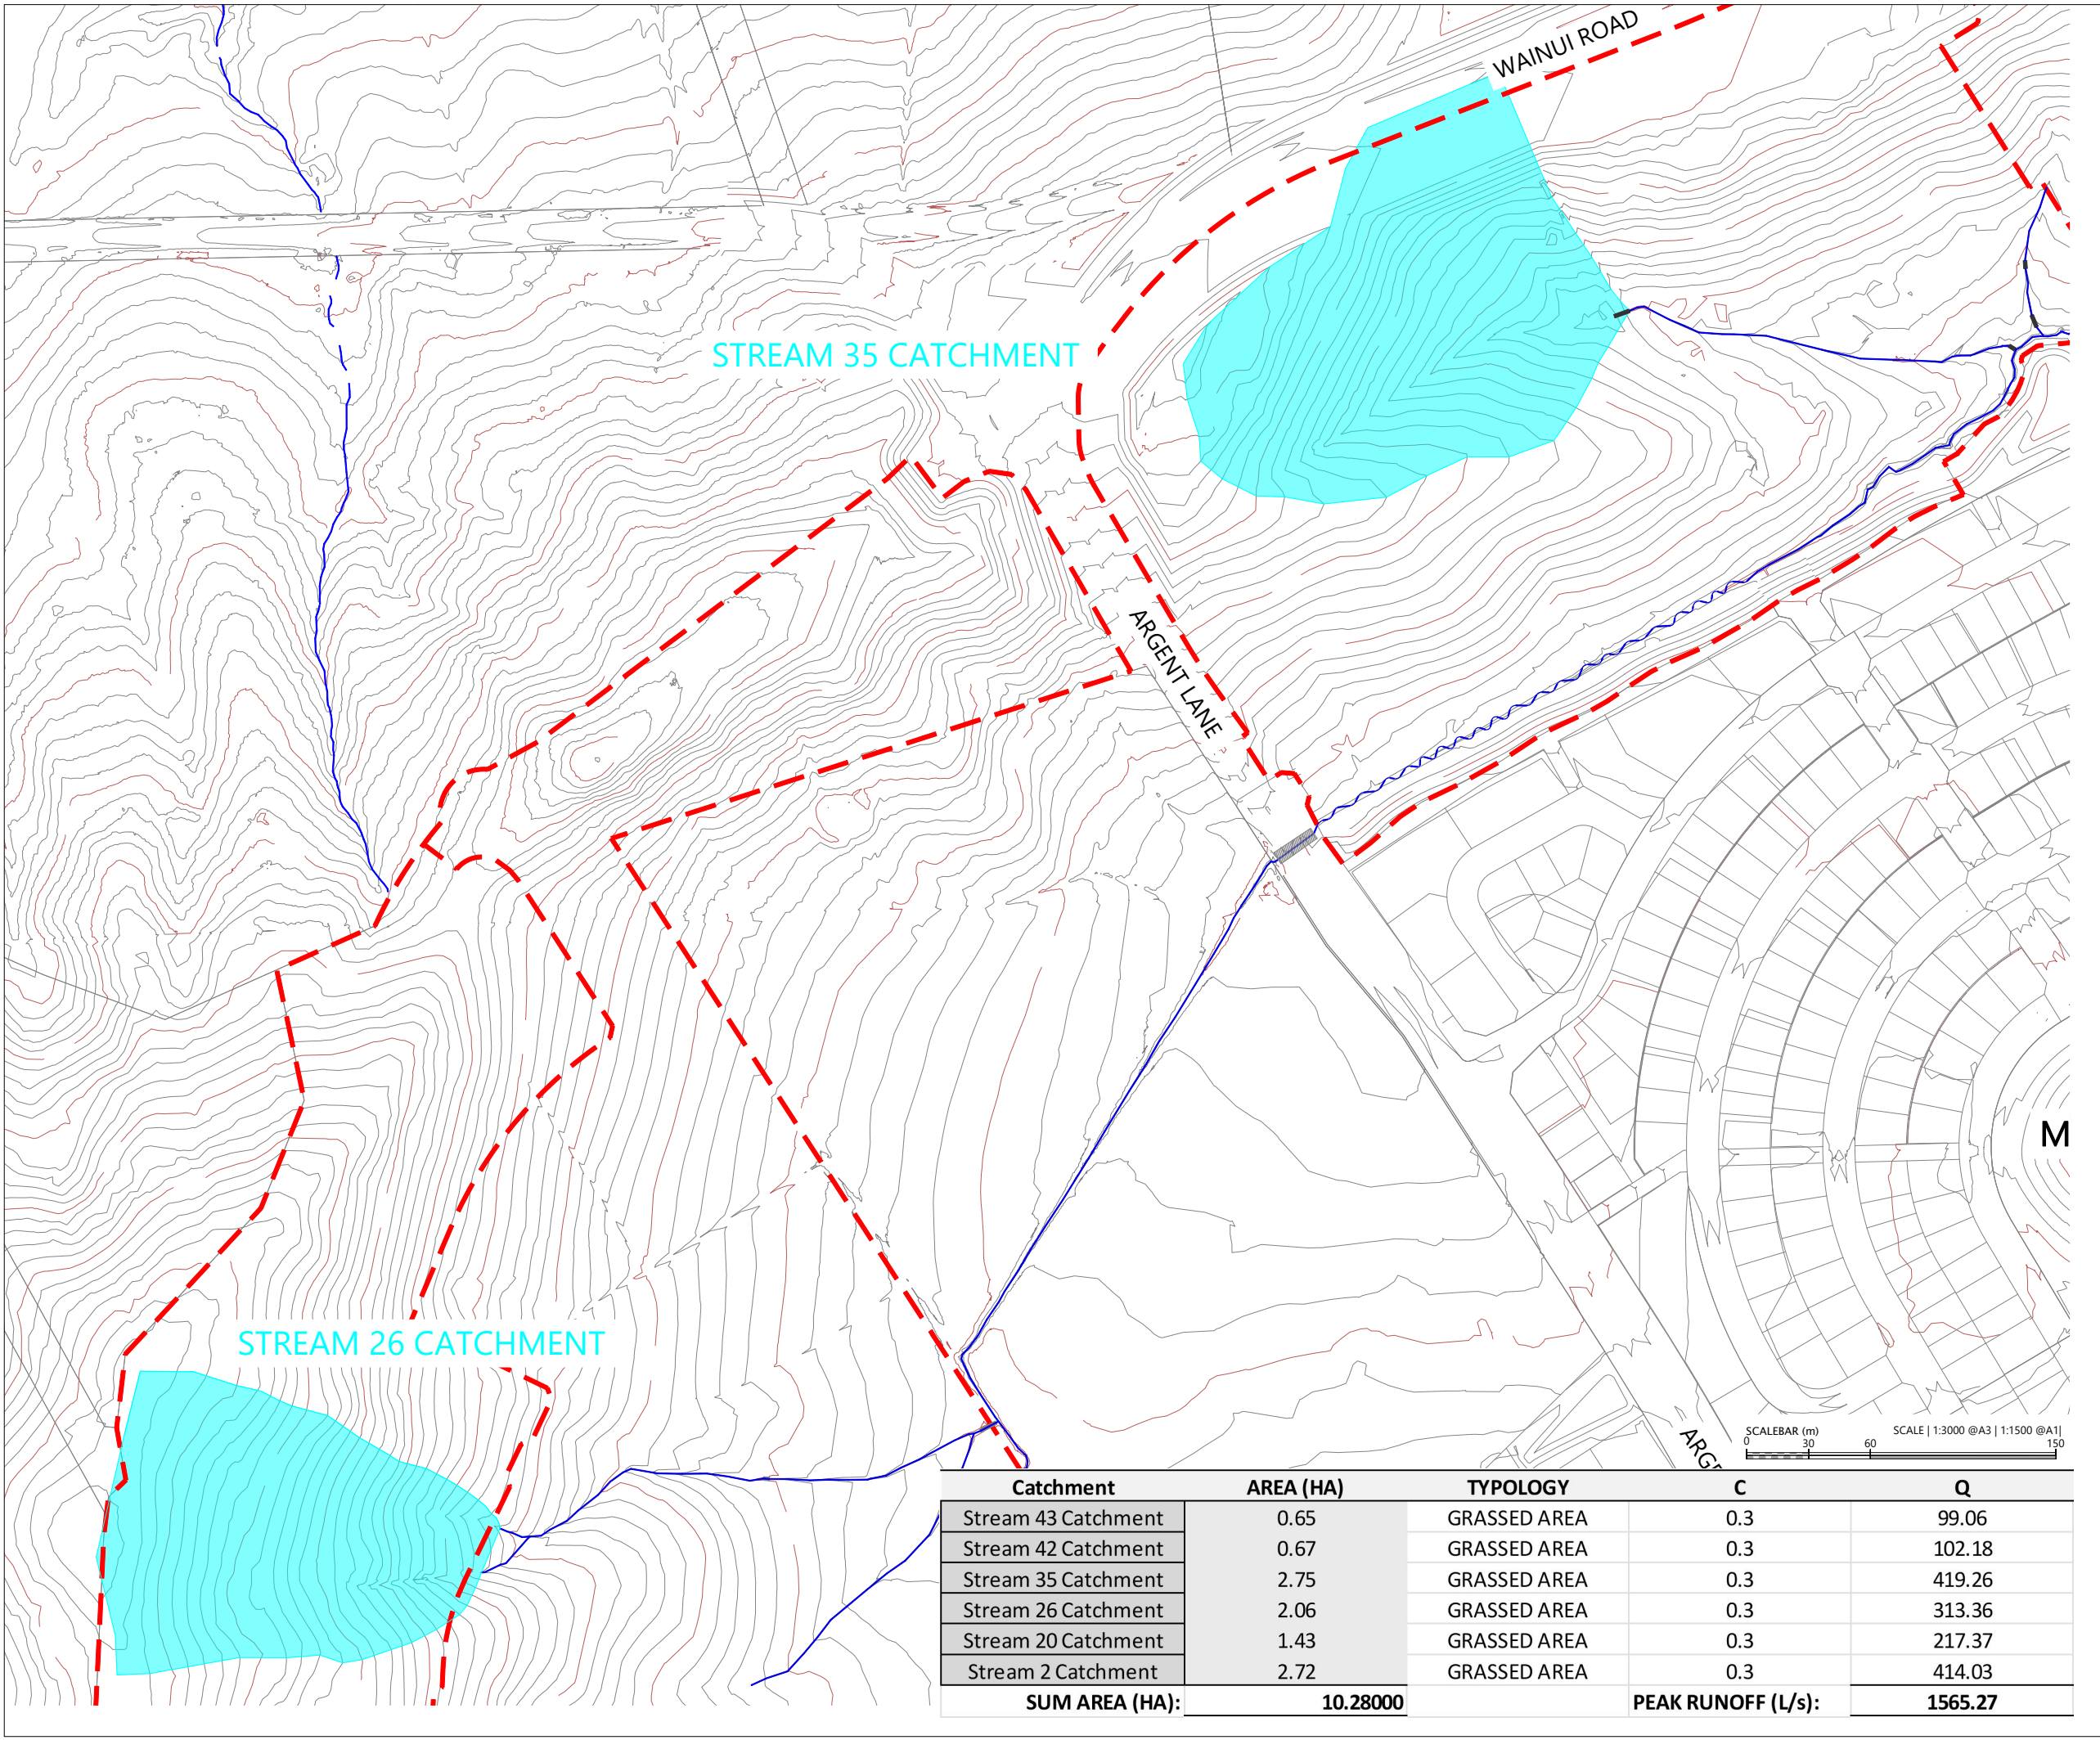 WAINUI ROAD
STREAM 35 CATCHMENT
ARGENT LANE
M
STREAM 26 CATCHMENT
ARGE
SCALEBAR (m)
SCALE | 1:3000 @A3 | 1:1500 @A1|
0 30 60 150
Catchment AREA (HA) TYPOLOGY C Q
Stream 43 Catchment 0.65 GRASSED AREA 0.3 99.06
Stream 42 Catchment 0.67 GRASSED AREA 0.3 102.18
Stream 35 Catchment 2.75 GRASSED AREA 0.3 419.26
Stream 26 Catchment 2.06 GRASSED AREA 0.3 313.36
Stream 20 Catchment 1.43 GRASSED AREA 0.3 217.37
Stream 2 Catchment 2.72 GRASSED AREA 0.3 414.03
SUM AREA (HA): 10.28000 PEAK RUNOFF (L/s): 1565.27